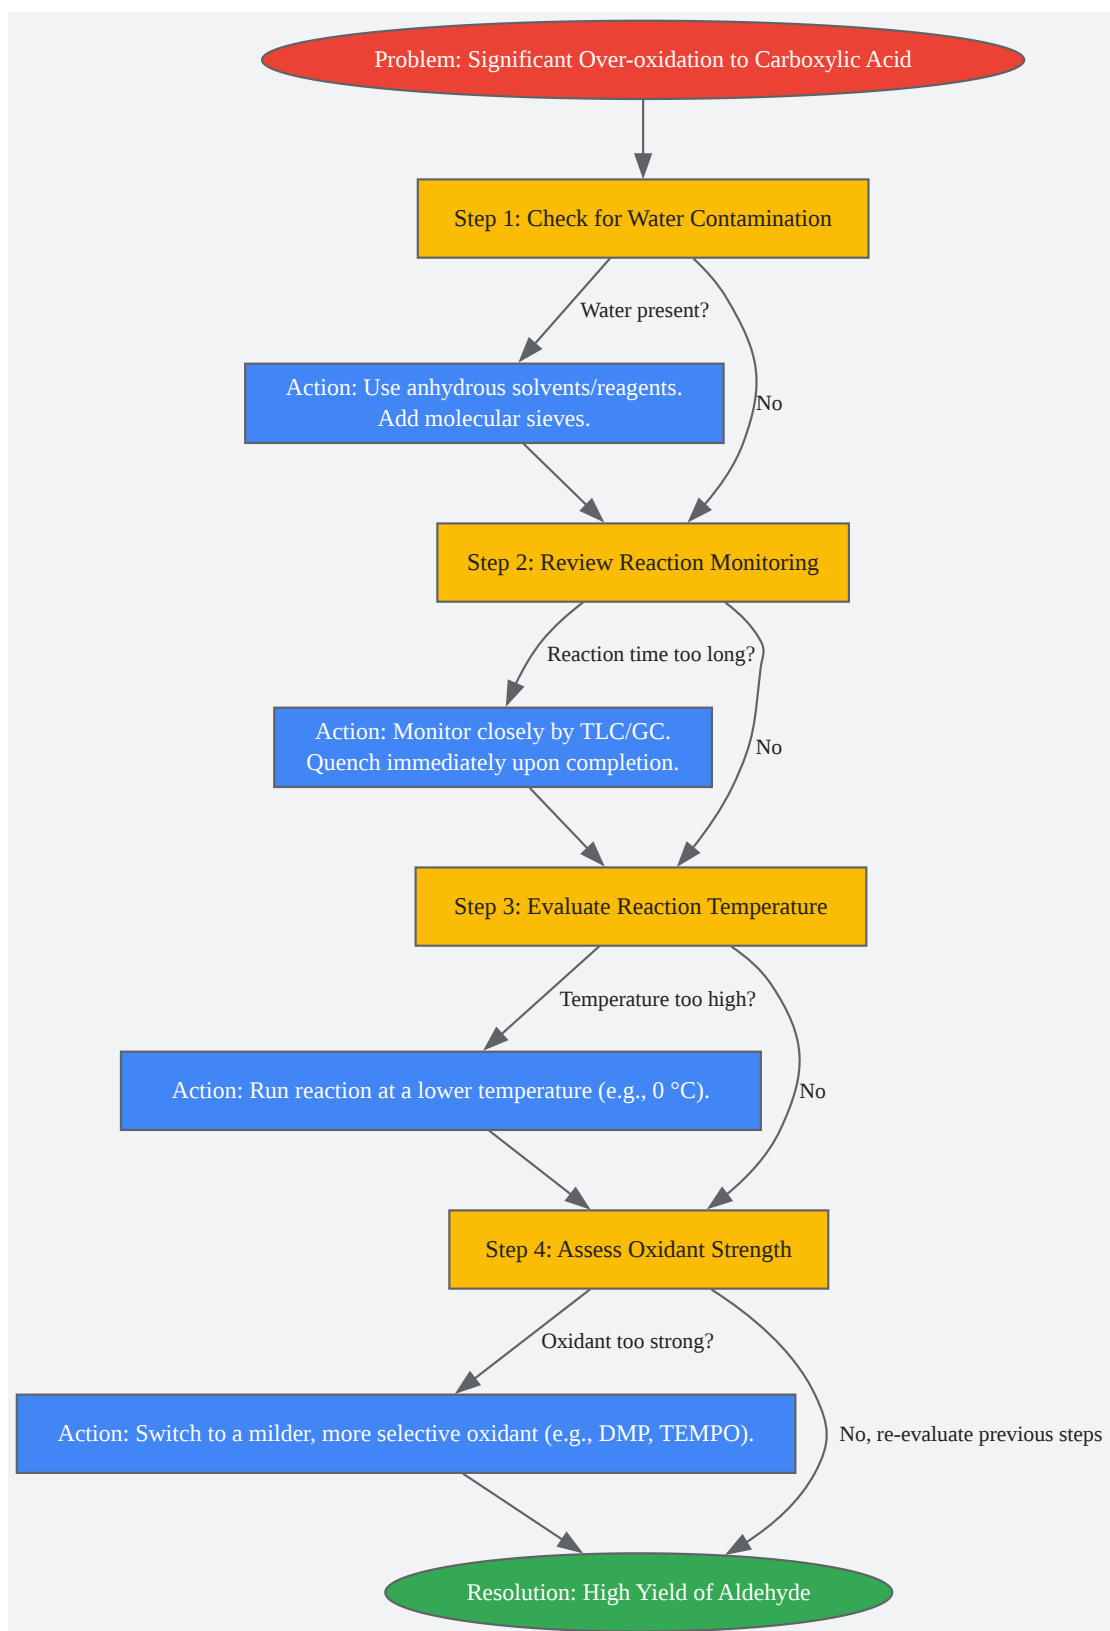 Problem: Significant Over-oxidation to Carboxylic Acid
Step 1: Check for Water Contamination
Water present?
Action: Use anhydrous solvents/reagents.
Add molecular sieves.
No
Step 2: Review Reaction Monitoring
Reaction time too long?
Action: Monitor closely by TLC/GC.
Quench immediately upon completion.
No
Step 3: Evaluate Reaction Temperature
Temperature too high?
Action: Run reaction at a lower temperature (e.g., 0 °C).
No
Step 4: Assess Oxidant Strength
Oxidant too strong?
Action: Switch to a milder, more selective oxidant (e.g., DMP, TEMPO).
No, re-evaluate previous steps
Resolution: High Yield of Aldehyde